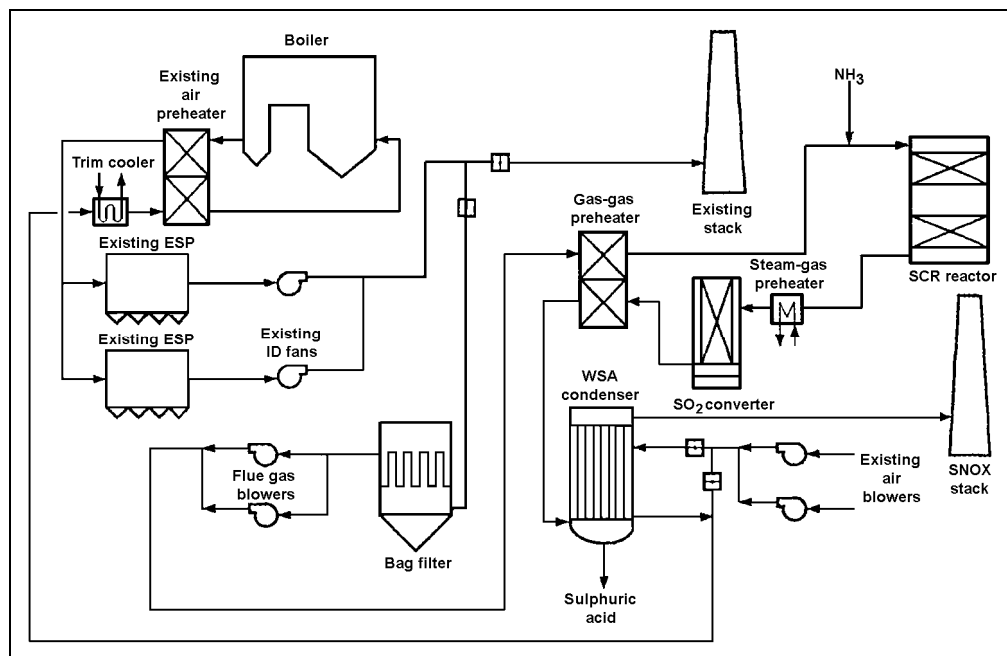 Boiler
Existing
air
preheater
Trim cooler
Existing ESP
Existing ESP
Existing
ID fans
Flue gas
blowers
Bag filter
Existing
stack
Gas-gas
preheater
NH3
SCR reactor
Steam-gas
preheater
SO2 converter
WSA
condenser
Sulphuric
acid
Existing
air
blowers
SNOX
stack